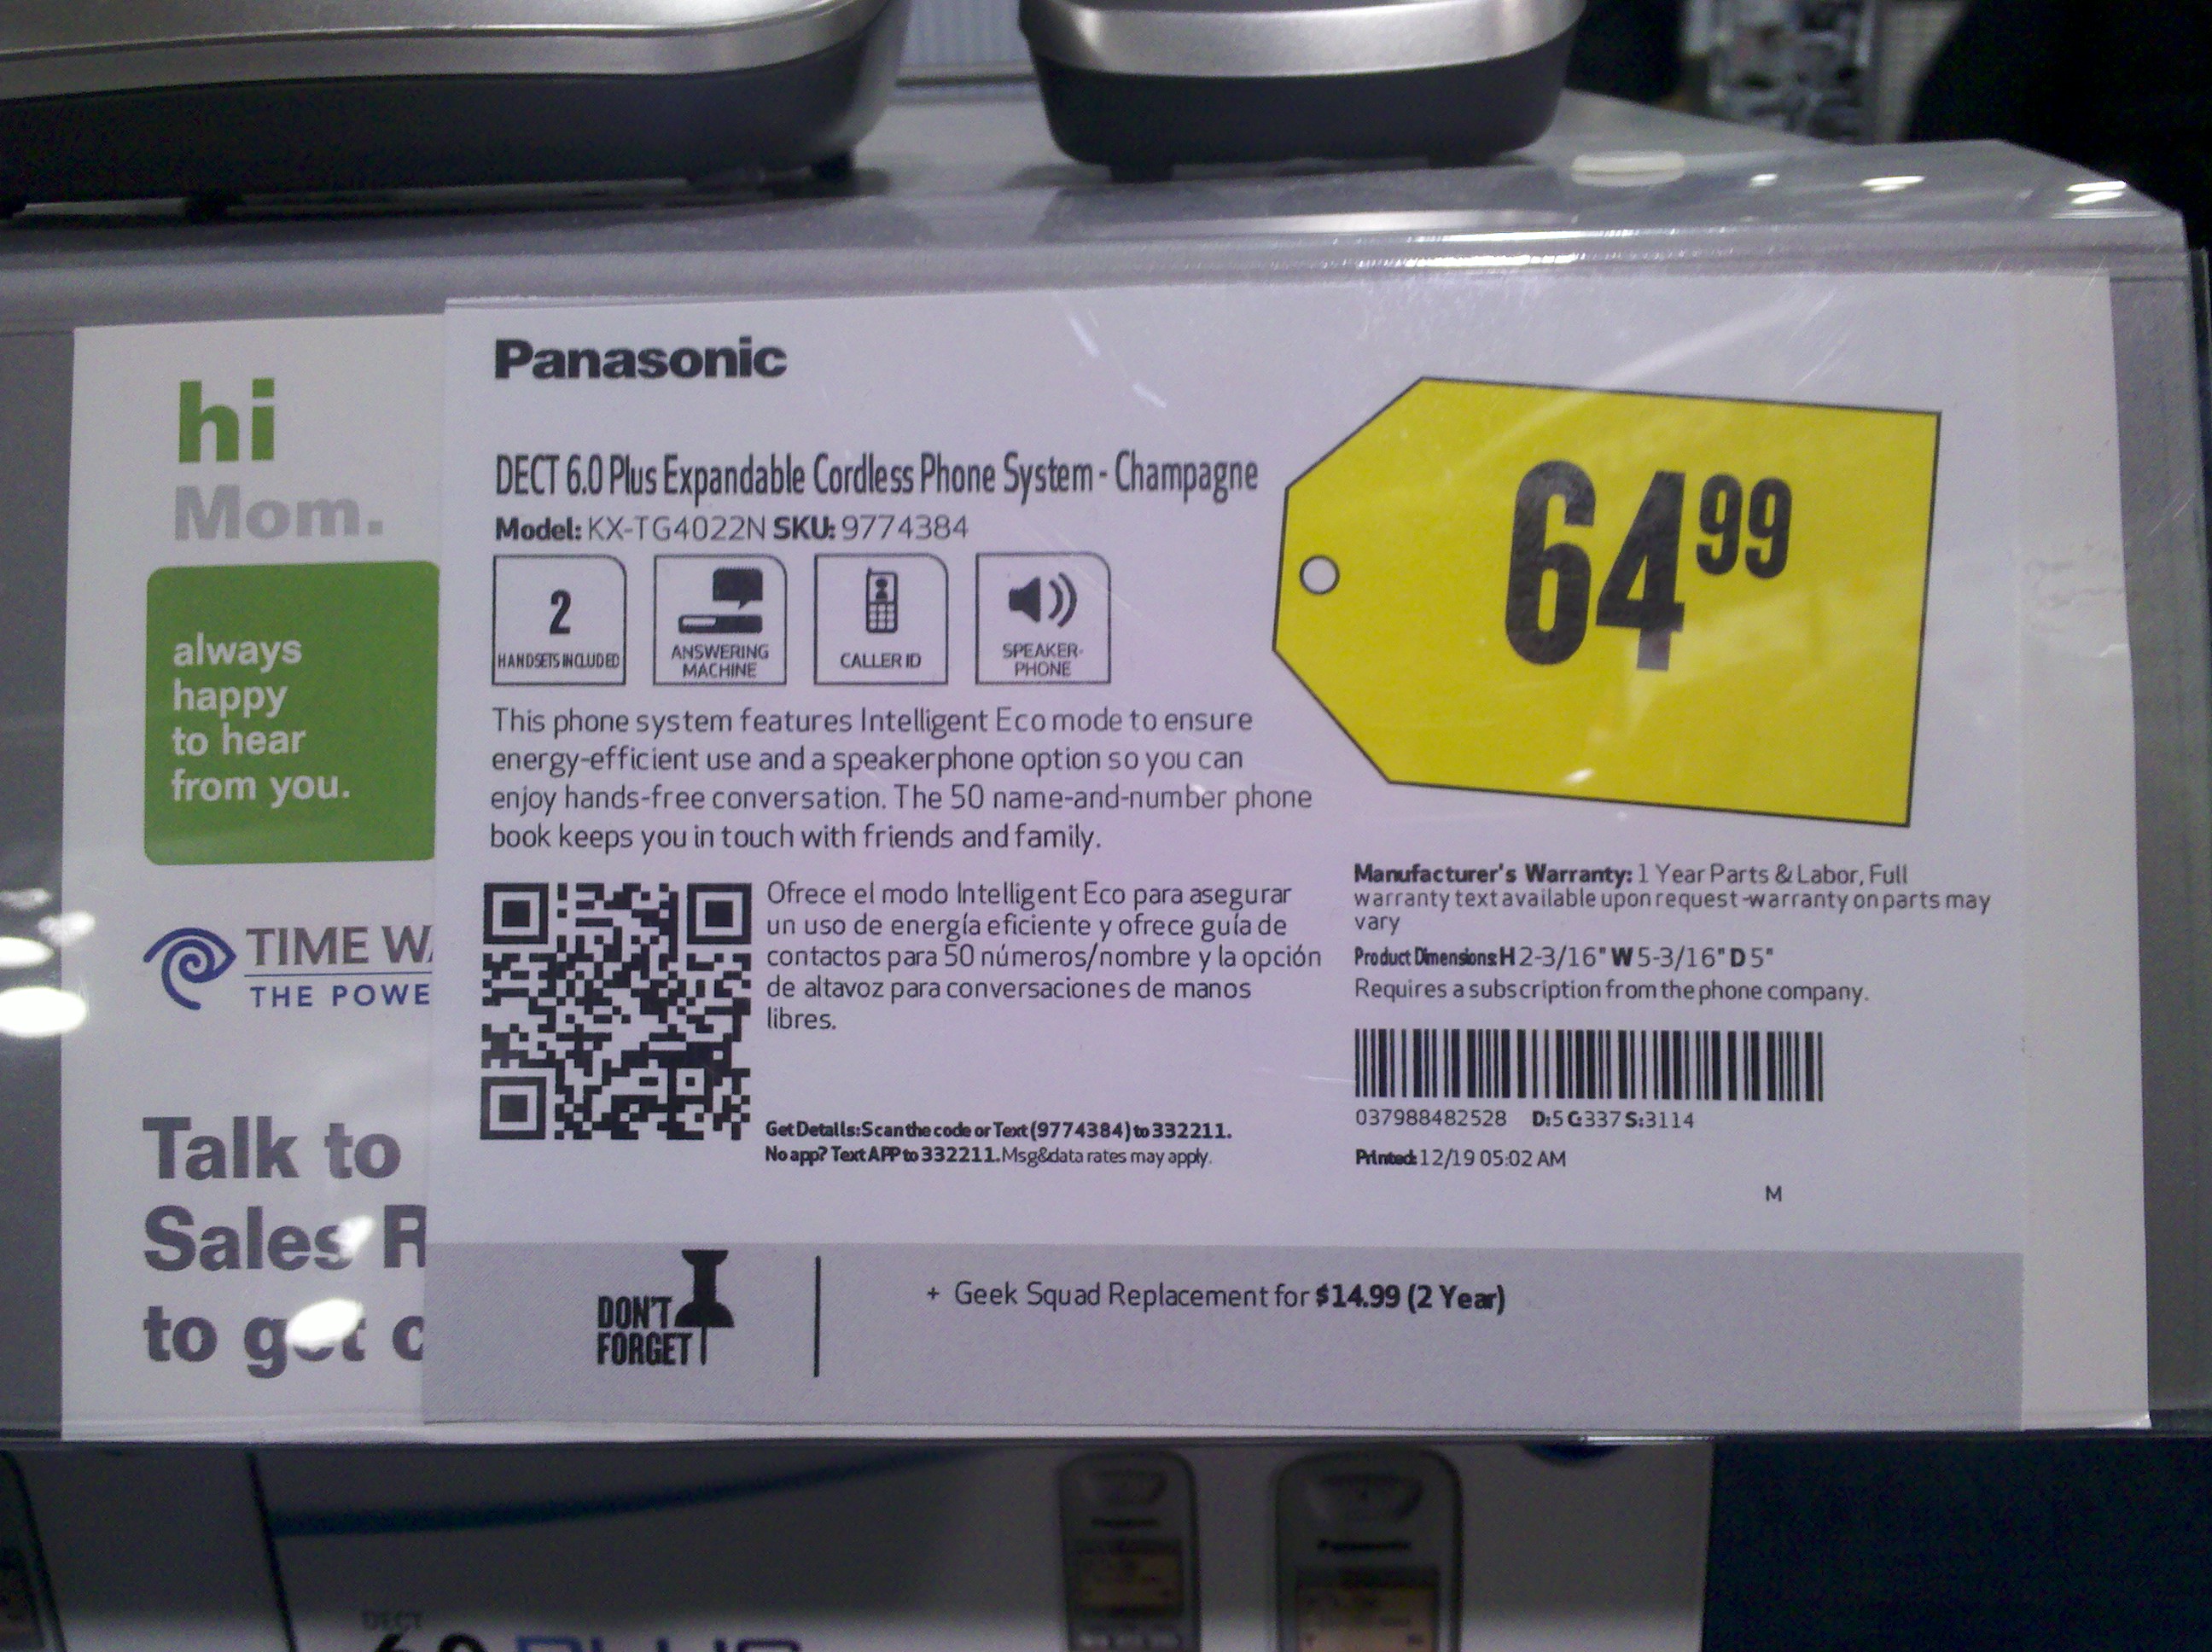 hi
Mom.
always
happy
to hear
from you.
TIME
THE
Talk to
Sales
to get
Panasonic
DECT 6.0 Plus Expandable Cordless Phone System - Champagne
Model: KX-TG4022N SKU: 9774384
2
HANDSETS INCLUDED
ANSWERING
MACHINE
CALLER ID
SPEAKER-
PHONE
This phone system features Intelligent Eco mode to ensure
energy-efficient use and a speakerphone option so you can
enjoy hands-free conversation. The 50 name-and-number phone
book keeps you in touch with friends and family.
Ofrece el modo Intelligent Eco para asegurar
un uso de energía eficiente y ofrece guía de
contactos para 50 números/nombre y la opción
de altavoz para conversaciones de manos
libres.
Get Details: Scan the code or Text (9774384) to 332211.
No app? Text APP to 332211. Msg&data rates may apply.
64 99
Manufacturer's Warranty: 1 Year Parts & Labor, Full
warranty text available upon request-warranty on parts may
vary
Product Dimensions: H 2-3/16" W 5-3/16" D 5"
Requires a subscription from the phone company.
037988482528 D:5 G:337 S:3114
Printed: 12/19 05:02 AM
M
DON'T
FORGET
+ Geek Squad Replacement for $14.99 (2 Year)
Panasonic
DECT
6.0 PLUS